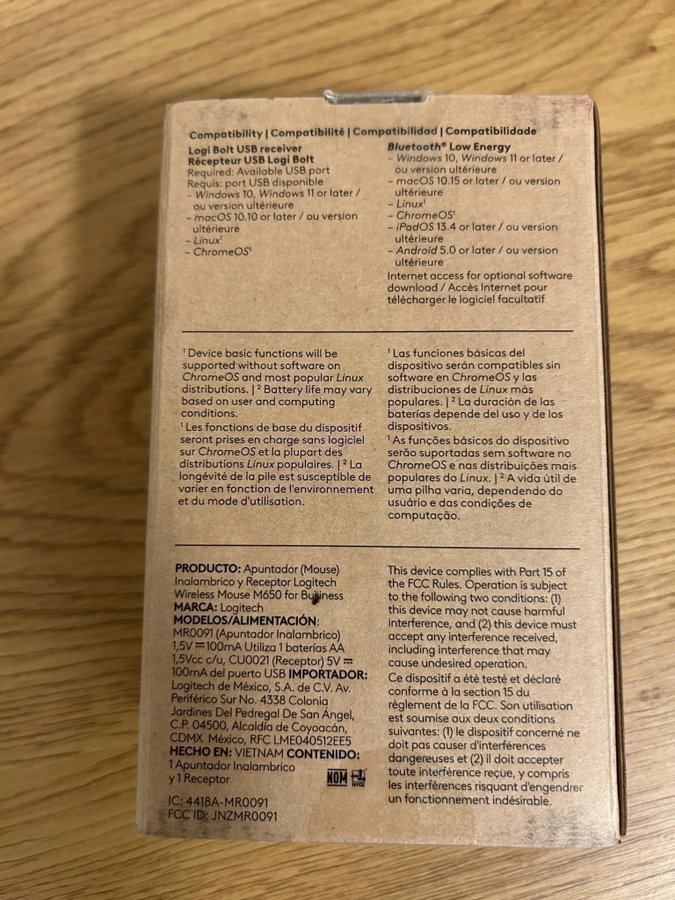 Compatibility | Compatibilité | Compatibilidad | Compatibilidade
Logi Bolt USB receiver
Récepteur USB Logi Bolt
Required: Available USB port
Requis: port USB disponible
– Windows 10, Windows 11 or later /
ou version ultérieure
– macOS 10.10 or later / ou version
ultérieure
– Linux¹
– ChromeOS¹
Bluetooth® Low Energy
– Windows 10, Windows 11 or later /
ou version ultérieure
– macOS 10.15 or later / ou version
ultérieure
– Linux¹
– ChromeOS¹
– iPadOS 13.4 or later / ou version
ultérieure
– Android 5.0 or later / ou version
ultérieure
Internet access for optional software
download / Accès Internet pour
télécharger le logiciel facultatif
¹ Device basic functions will be
supported without software on
ChromeOS and most popular Linux
distributions. | ² Battery life may vary
based on user and computing
conditions.
¹ Les fonctions de base du dispositif
seront prises en charge sans logiciel
sur ChromeOS et la plupart des
distributions Linux populaires. | ² La
longévité de la pile est susceptible de
varier en fonction de l'environnement
et du mode d'utilisation.
¹ Las funciones básicas del
dispositivo serán compatibles sin
software en ChromeOS y las
distribuciones de Linux más
populares. | ² La duración de las
baterías depende del uso y de los
dispositivos.
¹ As funções básicos do dispositivo
serão suportadas sem software no
ChromeOS e nas distribuições mais
populares do Linux. | ² A vida útil de
uma pilha varia, dependendo do
usuário e das condições de
computação.
PRODUCTO: Apuntador (Mouse)
Inalambrico y Receptor Logitech
Wireless Mouse M650 for Business
MARCA: Logitech
MODELOS/ALIMENTACIÓN:
MR0091 (Apuntador Inalambrico)
1,5V ⎓ 100mA Utiliza 1 baterías AA
1,5Vcc c/u, CU0021 (Receptor) 5V ⎓
100mA del puerto USB IMPORTADOR:
Logitech de México, S.A. de C.V. Av.
Periférico Sur No. 4338 Colonia
Jardines Del Pedregal De San Ángel,
C.P. 04500, Alcaldía de Coyoacán,
CDMX México, RFC LME040512EE5
HECHO EN: VIETNAM CONTENIDO:
1 Apuntador Inalambrico
y 1 Receptor
NOM
NYCE
IC: 4418A-MR0091
FCC ID: JNZMR0091
This device complies with Part 15 of
the FCC Rules. Operation is subject
to the following two conditions: (1)
this device may not cause harmful
interference, and (2) this device must
accept any interference received,
including interference that may
cause undesired operation.
Ce dispositif a été testé et déclaré
conforme à la section 15 du
règlement de la FCC. Son utilisation
est soumise aux deux conditions
suivantes: (1) le dispositif concerné ne
doit pas causer d'interférences
dangereuses et (2) il doit accepter
toute interférence reçue, y compris
les interférences risquant d'engendrer
un fonctionnement indésirable.